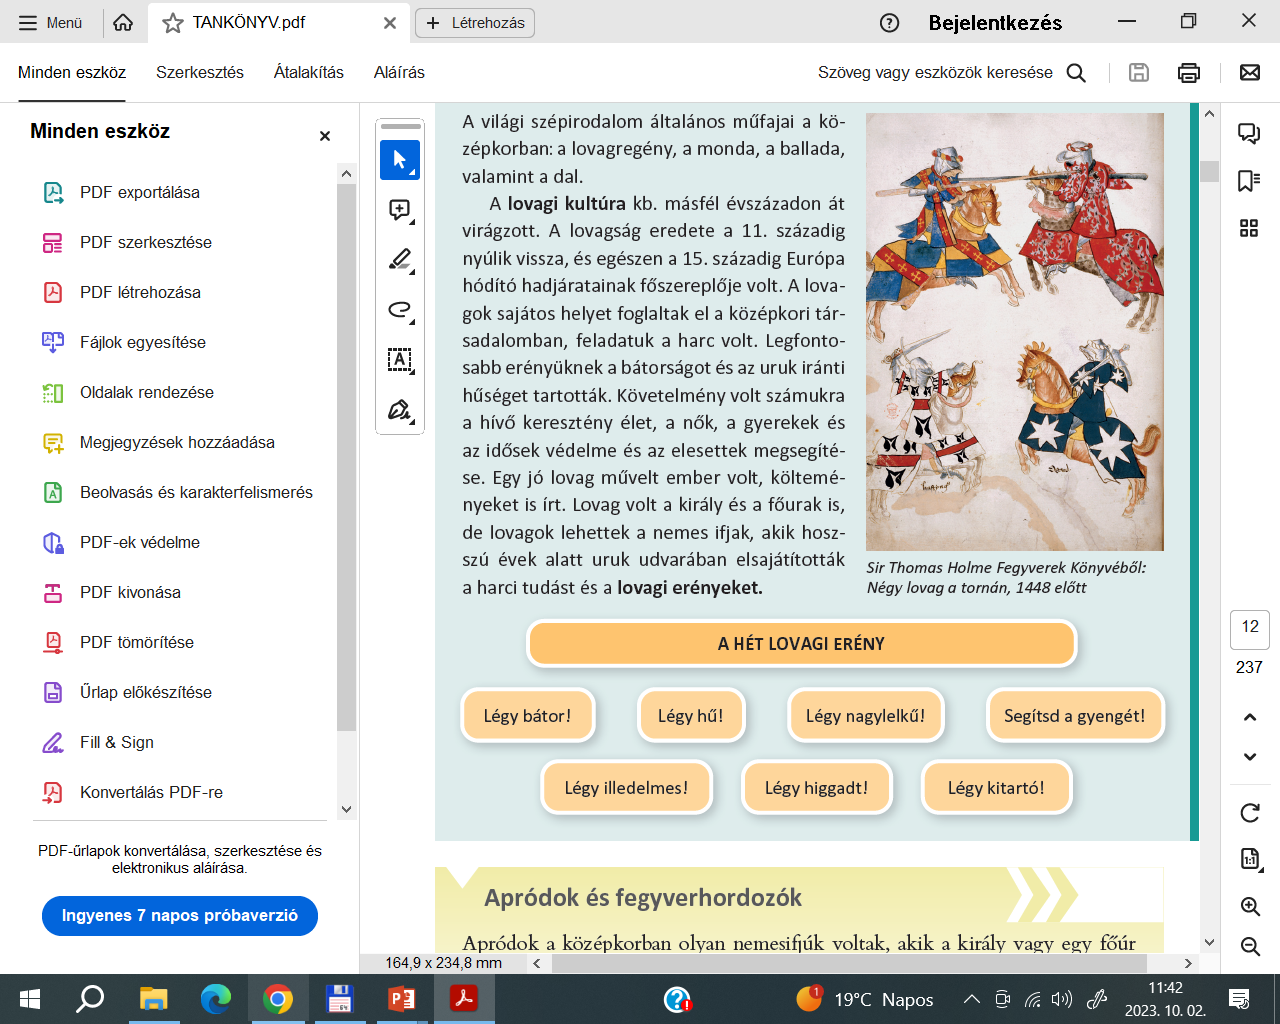 Menü
TANKÖNYV.pdf
Létrehozás
Bejelentkezés
Minden eszköz
Szerkesztés
Átalakítás
Aláírás
Szöveg vagy eszközök keresése
Minden eszköz
PDF exportálása
PDF szerkesztése
PDF létrehozása
Fájlok egyesítése
Oldalak rendezése
Megjegyzések hozzáadása
Beolvasás és karakterfelismerés
PDF-ek védelme
PDF kivonása
PDF tömörítése
Űrlap előkészítése
Fill & Sign
Konvertálás PDF-re
PDF-űrlapok konvertálása, szerkesztése és
elektronikus aláírása.
Ingyenes 7 napos próbaverzió
A világi szépirodalom általános műfajai a kö-
zépkorban: a lovagregény, a monda, a ballada,
valamint a dal.
A lovagi kultúra kb. másfél évszázadon át
virágzott. A lovagság eredete a 11. századig
nyúlik vissza, és egészen a 15. századig Európa
hódító hadjáratainak főszereplője volt. A lova-
gok sajátos helyet foglaltak el a középkori tár-
sadalomban, feladatuk a harc volt. Legfonto-
sabb erényüknek a bátorságot és az uruk iránti
hűséget tartották. Követelmény volt számukra
a hívő keresztény élet, a nők, a gyerekek és
az idősek védelme és az elesettek megsegíté-
se. Egy jó lovag művelt ember volt, költemé-
nyeket is írt. Lovag volt a király és a főurak is,
de lovagok lehettek a nemes ifjak, akik hosz-
szú évek alatt uruk udvarában elsajátították
a harci tudást és a lovagi erényeket.
Sir Thomas Holme Fegyverek Könyvéből:
Négy lovag a tornán, 1448 előtt
A HÉT LOVAGI ERÉNY
Légy bátor!
Légy hű!
Légy nagylelkű!
Segítsd a gyengét!
Légy illedelmes!
Légy higgadt!
Légy kitartó!
Apródok és fegyverhordozók
Apródok a középkorban olyan nemesifjúk voltak, akik a király vagy egy főúr
164,9 x 234,8 mm
12
237
1:1
19°C Napos
11:42
2023. 10. 02.